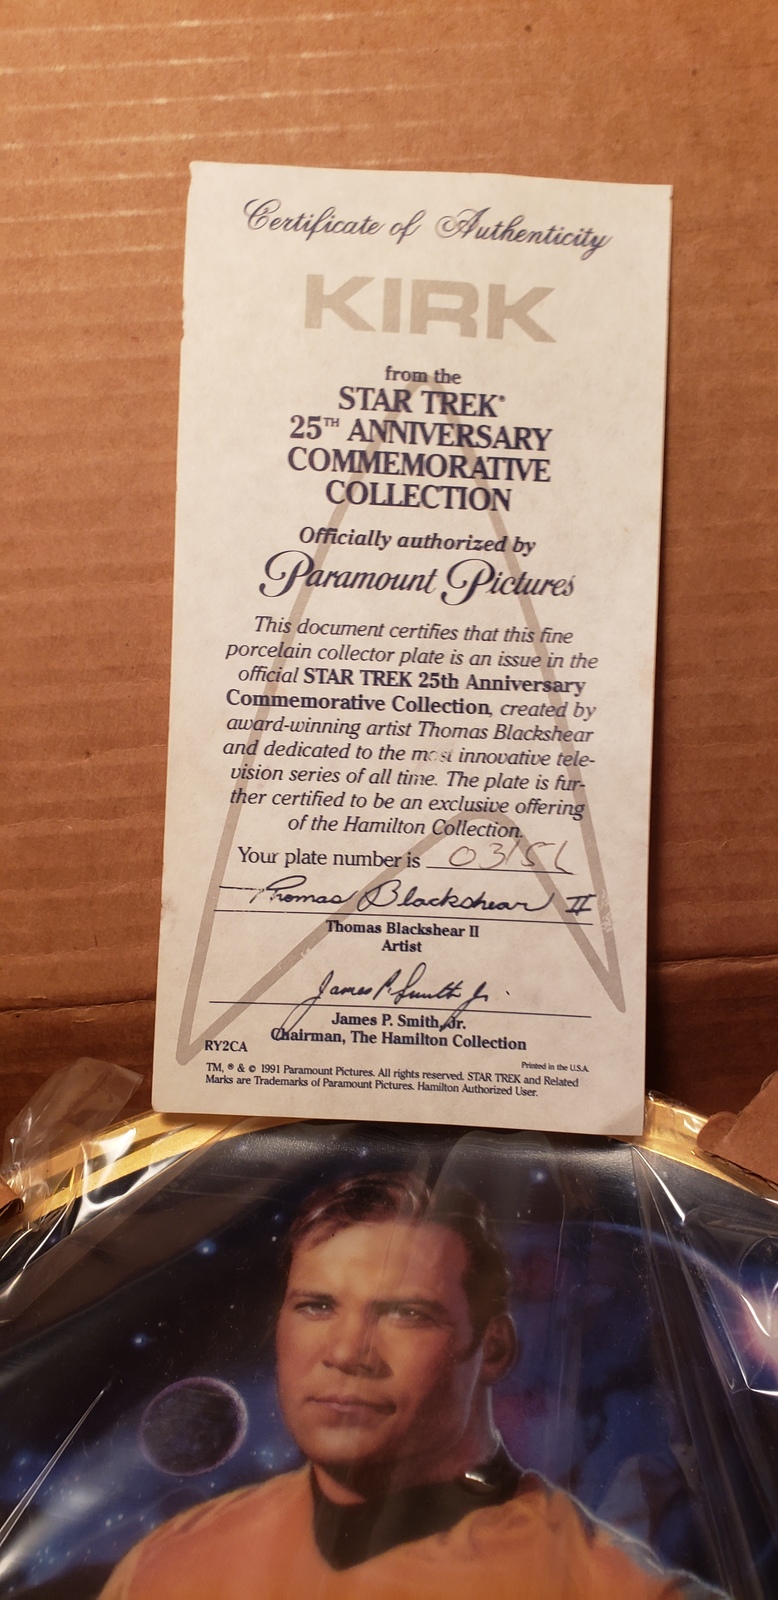 Certificate of Authenticity
KIRK
from the
STAR TREK®
25TH ANNIVERSARY
COMMEMORATIVE
COLLECTION
Officially authorized by
Paramount Pictures
This document certifies that this fine
porcelain collector plate is an issue in the
official STAR TREK 25th Anniversary
Commemorative Collection, created by
award-winning artist Thomas Blackshear
and dedicated to the most innovative tele-
vision series of all time. The plate is fur-
ther certified to be an exclusive offering
of the Hamilton Collection.
Your plate number is
Thomas Blackshear II
Thomas Blackshear II
Artist
James P. Smith Jr.
James P. Smith, Jr.
Chairman, The Hamilton Collection
RY2CA
Printed in the U.S.A.
TM, ® & © 1991 Paramount Pictures. All rights reserved. STAR TREK and Related
Marks are Trademarks of Paramount Pictures. Hamilton Authorized User.